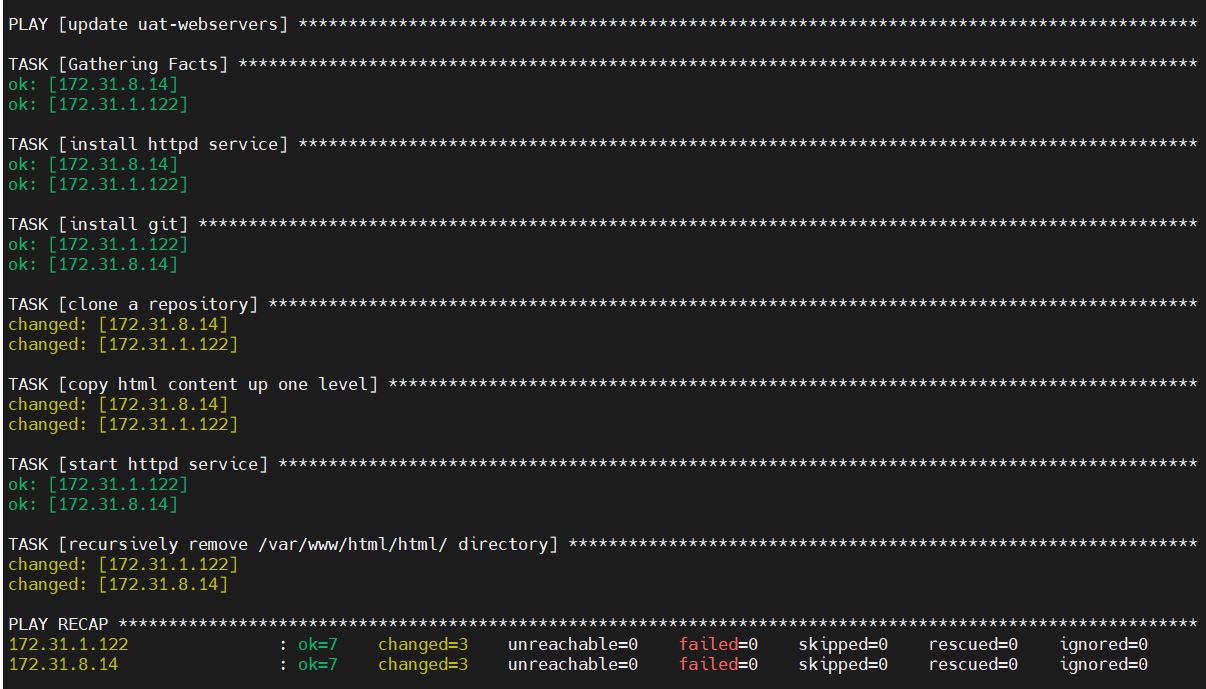 PLAY [update uat-webservers] ******************************************************************************************
TASK [Gathering Facts] ************************************************************************************************
ok: [172.31.8.14]
ok: [172.31.1.122]
TASK [install httpd service] ******************************************************************************************
ok: [172.31.8.14]
ok: [172.31.1.122]
TASK [install git] ****************************************************************************************************
ok: [172.31.1.122]
ok: [172.31.8.14]
TASK [clone a repository] *********************************************************************************************
changed: [172.31.8.14]
changed: [172.31.1.122]
TASK [copy html content up one level] *********************************************************************************
changed: [172.31.8.14]
changed: [172.31.1.122]
TASK [start httpd service] ********************************************************************************************
ok: [172.31.1.122]
ok: [172.31.8.14]
TASK [recursively remove /var/www/html/html/ directory] ***************************************************************
changed: [172.31.1.122]
changed: [172.31.8.14]
PLAY RECAP ************************************************************************************************************
172.31.1.122               : ok=7    changed=3    unreachable=0    failed=0    skipped=0    rescued=0    ignored=0
172.31.8.14                : ok=7    changed=3    unreachable=0    failed=0    skipped=0    rescued=0    ignored=0